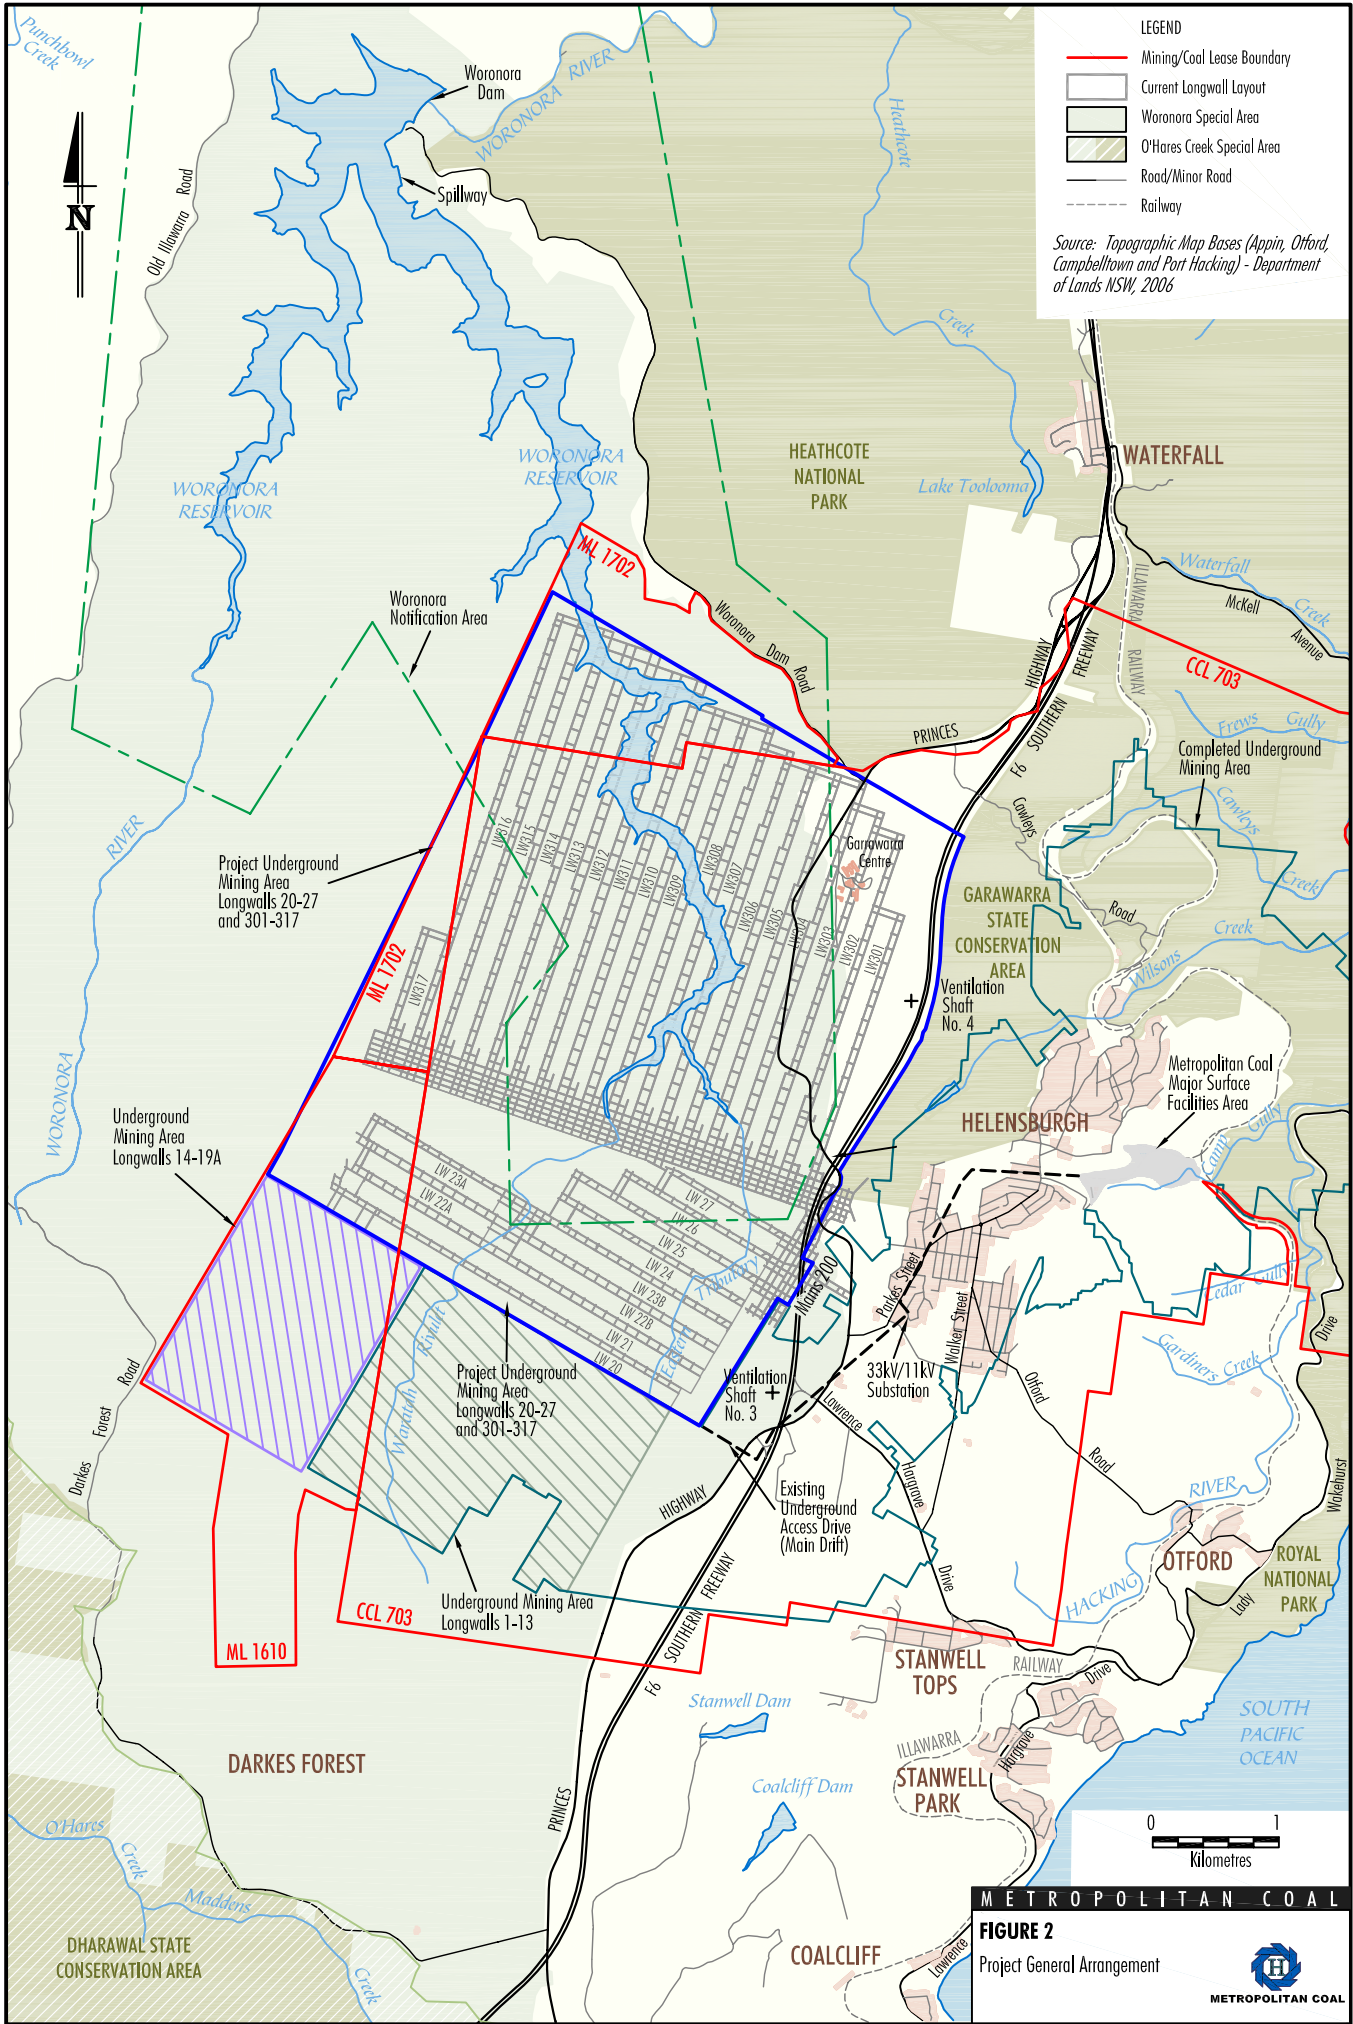 Punchbowl
Creek
Woronora
Dam
WORONORA
RIVER
Spillway
Old Illawarra
Road
N
Heathcote
Creek
LEGEND
Mining/Coal Lease Boundary
Current Longwall Layout
Woronora Special Area
O'Hares Creek Special Area
Road/Minor Road
Railway
Source: Topographic Map Bases (Appin, Otford,
Campbelltown and Port Hacking) - Department
of Lands NSW, 2006
WORONORA
RESERVOIR
WORONORA
RESERVOIR
HEATHCOTE
NATIONAL
PARK
Lake Toolooma
WATERFALL
ML 1702
Woronora
Notification Area
Woronora
Dam
Road
ILLAWARRA
RAILWAY
Waterfall
Creek
McKell
Avenue
CCL 703
HIGHWAY
FREEWAY
PRINCES
F6
SOUTHERN
Frews
Gully
Completed Underground
Mining Area
Cawleys
Creek
Cawleys
Road
RIVER
Project Underground
Mining Area
Longwalls 20-27
and 301-317
LW316
LW315
LW314
LW313
LW312
LW311
LW310
LW309
LW308
LW307
LW306
LW305
LW304
LW303
LW302
LW301
LW317
Garrawarra
Centre
GARAWARRA
STATE
CONSERVATION
AREA
Wilsons
Creek
ML 1702
Ventilation
Shaft
No. 4
WORONORA
Metropolitan Coal
Major Surface
Facilities Area
HELENSBURGH
Camp
Gully
Underground
Mining Area
Longwalls 14-19A
LW 23A
LW 22A
LW 27
LW 26
LW 25
LW 24
LW 23B
LW 22B
LW 21
LW 20
Eastern
Tributary
Mains 200
Parkes Street
Walker Street
Cedar Gully
Gardiners Creek
Drive
Waratah
Rivulet
Project Underground
Mining Area
Longwalls 20-27
and 301-317
Ventilation
Shaft
No. 3
33kV/11kV
Substation
Otford
Road
Lawrence
Hargrave
Drive
Darkes
Forest
Road
HIGHWAY
Existing
Underground
Access Drive
(Main Drift)
RIVER
HACKING
Wakehurst
OTFORD
ROYAL
NATIONAL
PARK
Lady
Underground Mining Area
Longwalls 1-13
CCL 703
ML 1610
F6
SOUTHERN
FREEWAY
STANWELL
TOPS
RAILWAY
Drive
Stanwell Dam
ILLAWARRA
Hargrave
SOUTH
PACIFIC
OCEAN
DARKES FOREST
STANWELL
PARK
Coalcliff Dam
PRINCES
O'Hares
Creek
Maddens
Creek
DHARAWAL STATE
CONSERVATION AREA
COALCLIFF
Lawrence
0
1
Kilometres
METROPOLITAN COAL
FIGURE 2
Project General Arrangement
H
METROPOLITAN COAL